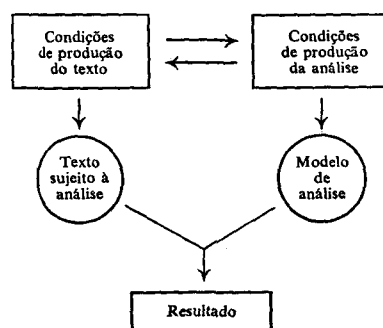 Condições
de produção
do texto
Condições
de produção
da análise
Texto
sujeito à
análise
Modelo
de
análise
Resultado